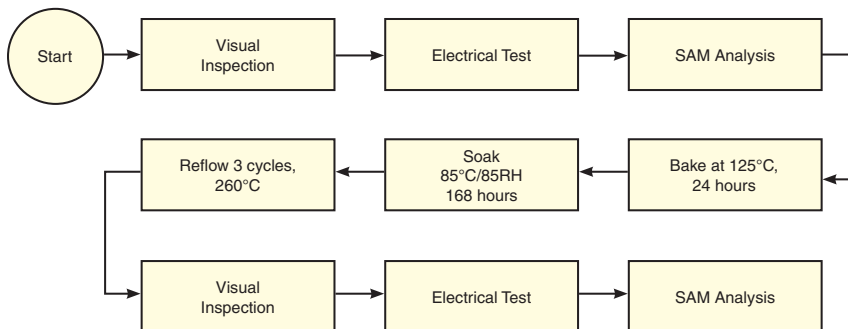 Start
Visual
Inspection
Electrical Test
SAM Analysis
Bake at 125°C,
24 hours
Soak
85°C/85RH
168 hours
Reflow 3 cycles,
260°C
Visual
Inspection
Electrical Test
SAM Analysis